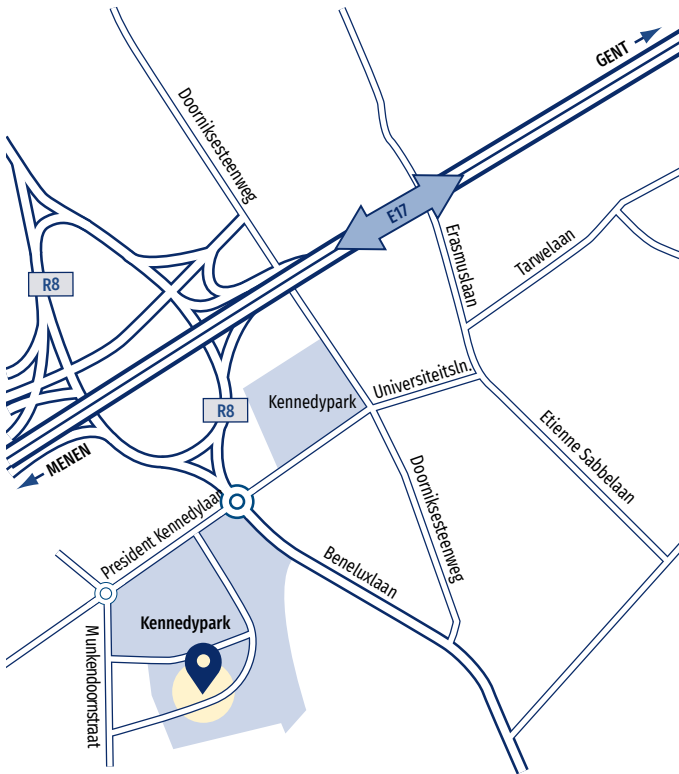 GENT
Doorniksesteenweg
E17
Erasmuslaan
Tarwelaan
R8
Universiteitsln.
Kennedypark
R8
Etienne Sabbelaan
MENEN
Doorniksesteenweg
President Kennedylaan
Beneluxlaan
Kennedypark
Munkendoornstraat